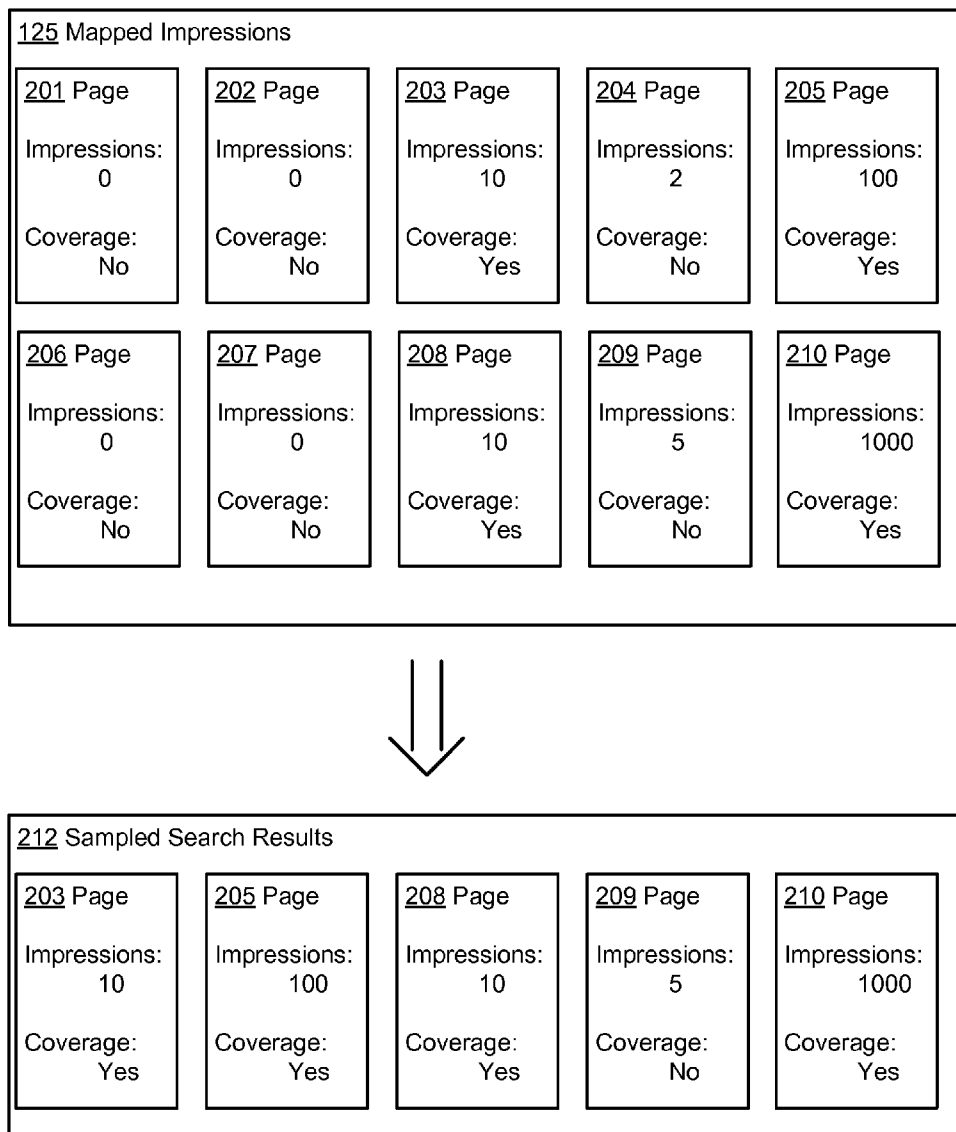 125 Mapped Impressions
201 Page
Impressions:
0
Coverage:
No
202 Page
Impressions:
0
Coverage:
No
203 Page
Impressions:
10
Coverage:
Yes
204 Page
Impressions:
2
Coverage:
No
205 Page
Impressions:
100
Coverage:
Yes
206 Page
Impressions:
0
Coverage:
No
207 Page
Impressions:
0
Coverage:
No
208 Page
Impressions:
10
Coverage:
Yes
209 Page
Impressions:
5
Coverage:
No
210 Page
Impressions:
1000
Coverage:
Yes
212 Sampled Search Results
203 Page
Impressions:
10
Coverage:
Yes
205 Page
Impressions:
100
Coverage:
Yes
208 Page
Impressions:
10
Coverage:
Yes
209 Page
Impressions:
5
Coverage:
No
210 Page
Impressions:
1000
Coverage:
Yes